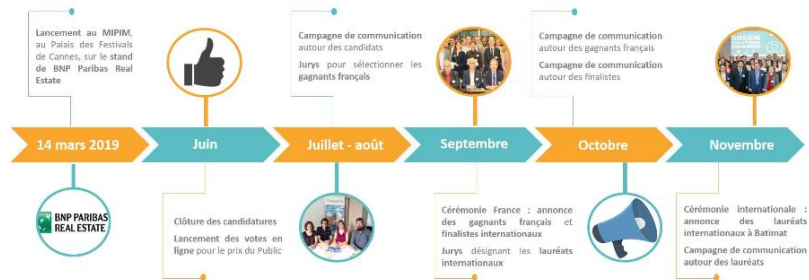 Lancement au MIPIM,
au Palais des Festivals
de Cannes, sur le stand
de BNP Paribas Real
Estate
Campagne de communication
autour des candidats
Jurys pour sélectionner les
gagnants français
Campagne de communication
autour des gagnants français
Campagne de communication
autour des finalistes
GREEN
SOLUTIONS
AWARDS
14 mars 2019
Juin
Juillet - août
Septembre
Octobre
Novembre
BNP PARIBAS
REAL ESTATE
Clôture des candidatures
Lancement des votes en
ligne pour le prix du Public
Cérémonie France : annonce
des gagnants français et
finalistes internationaux
Jurys désignant les lauréats
internationaux
Cérémonie internationale :
annonce des lauréats
internationaux à Batimat
Campagne de communication
autour des lauréats